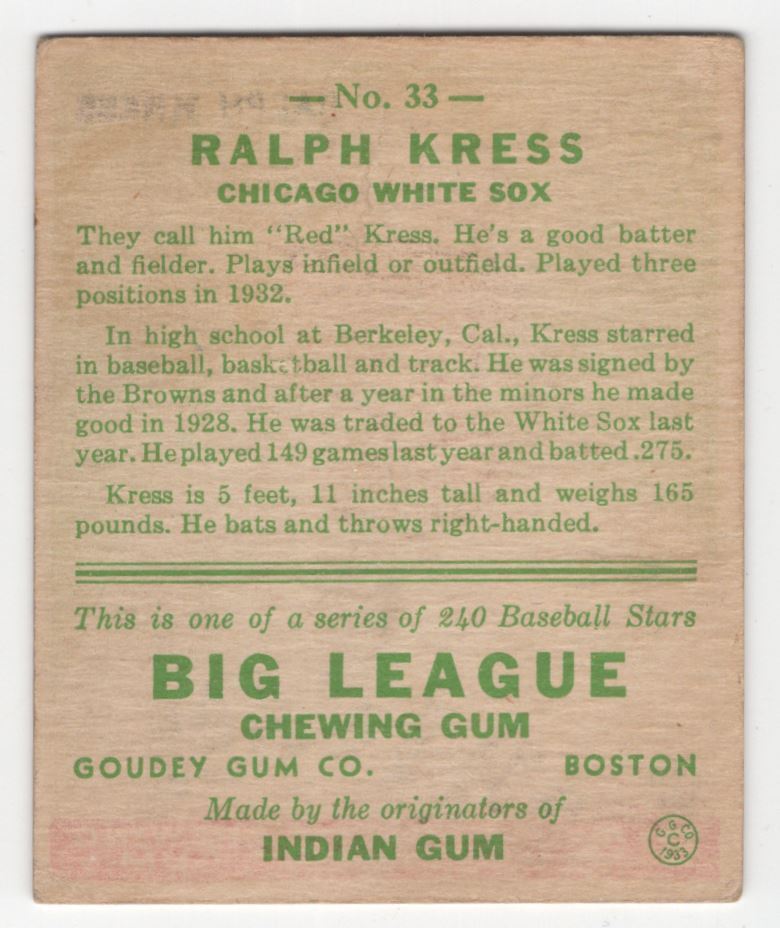 — No. 33 —
RALPH KRESS
CHICAGO WHITE SOX
They call him "Red" Kress. He's a good batter
and fielder. Plays infield or outfield. Played three
positions in 1932.
In high school at Berkeley, Cal., Kress starred
in baseball, basketball and track. He was signed by
the Browns and after a year in the minors he made
good in 1928. He was traded to the White Sox last
year. He played 149 games last year and batted .275.
Kress is 5 feet, 11 inches tall and weighs 165
pounds. He bats and throws right-handed.
This is one of a series of 240 Baseball Stars
BIG LEAGUE
CHEWING GUM
GOUDEY GUM CO. BOSTON
Made by the originators of
INDIAN GUM
G. G. CO.
C
1933